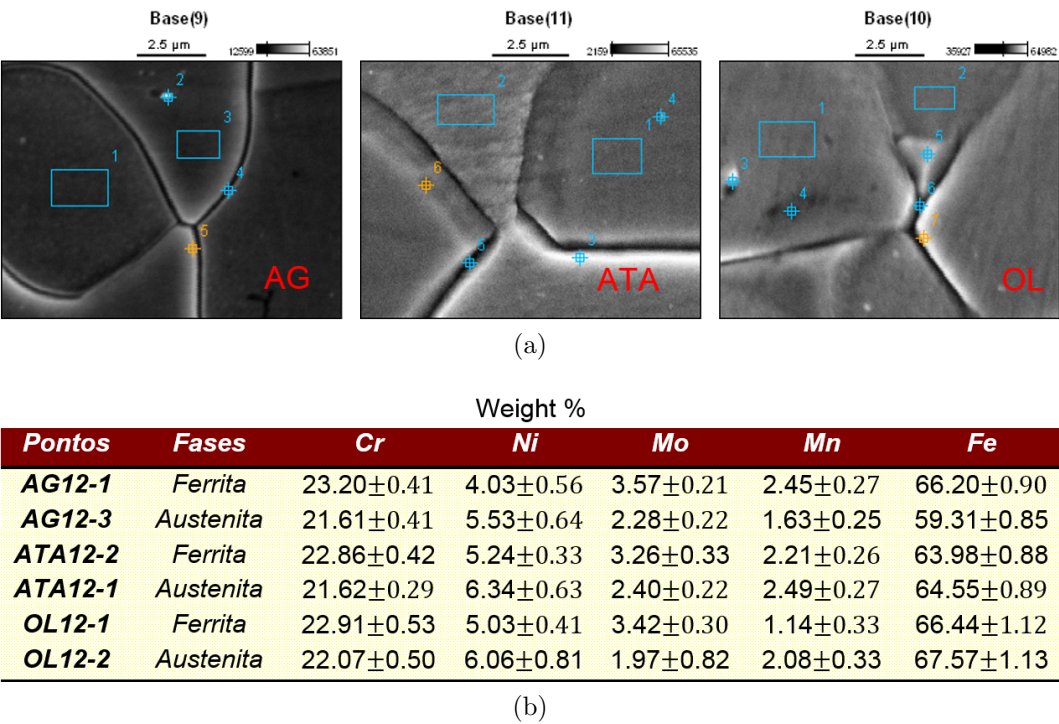 Base(9) Base(11) Base(10)
2.5 µm 12599 63851 2.5 µm 2159 65535 2.5 µm 35927 64982
1 2 3 4 5 AG
1 2 4 6 5 3 ATA
1 2 3 4 5 6 7 OL
(a)
Weight %
Pontos Fases Cr Ni Mo Mn Fe
AG12-1 Ferrita 23.20±0.41 4.03±0.56 3.57±0.21 2.45±0.27 66.20±0.90
AG12-3 Austenita 21.61±0.41 5.53±0.64 2.28±0.22 1.63±0.25 59.31±0.85
ATA12-2 Ferrita 22.86±0.42 5.24±0.33 3.26±0.33 2.21±0.26 63.98±0.88
ATA12-1 Austenita 21.62±0.29 6.34±0.63 2.40±0.22 2.49±0.27 64.55±0.89
OL12-1 Ferrita 22.91±0.53 5.03±0.41 3.42±0.30 1.14±0.33 66.44±1.12
OL12-2 Austenita 22.07±0.50 6.06±0.81 1.97±0.82 2.08±0.33 67.57±1.13
(b)